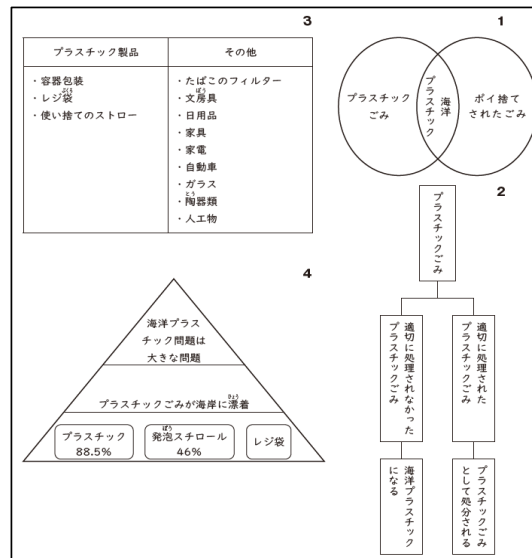 1
プラスチック
ごみ
海洋
プラスチック
ポイ捨て
されたごみ
2
プラスチックごみ
適切に処理された
プラスチックごみ
適切に処理されなかった
プラスチックごみ
プラスチックごみ
として処分される
海洋プラスチック
になる
3
プラスチック製品
その他
・容器包装
・レジ袋
・使い捨てのストロー
・たばこのフィルター
・文房具
・日用品
・家具
・家電
・自動車
・ガラス
・陶器類
・人工物
4
海洋プラス
チック問題は
大きな問題
プラスチックごみが海岸に漂着
プラスチック
88.5%
発泡スチロール
46%
レジ袋